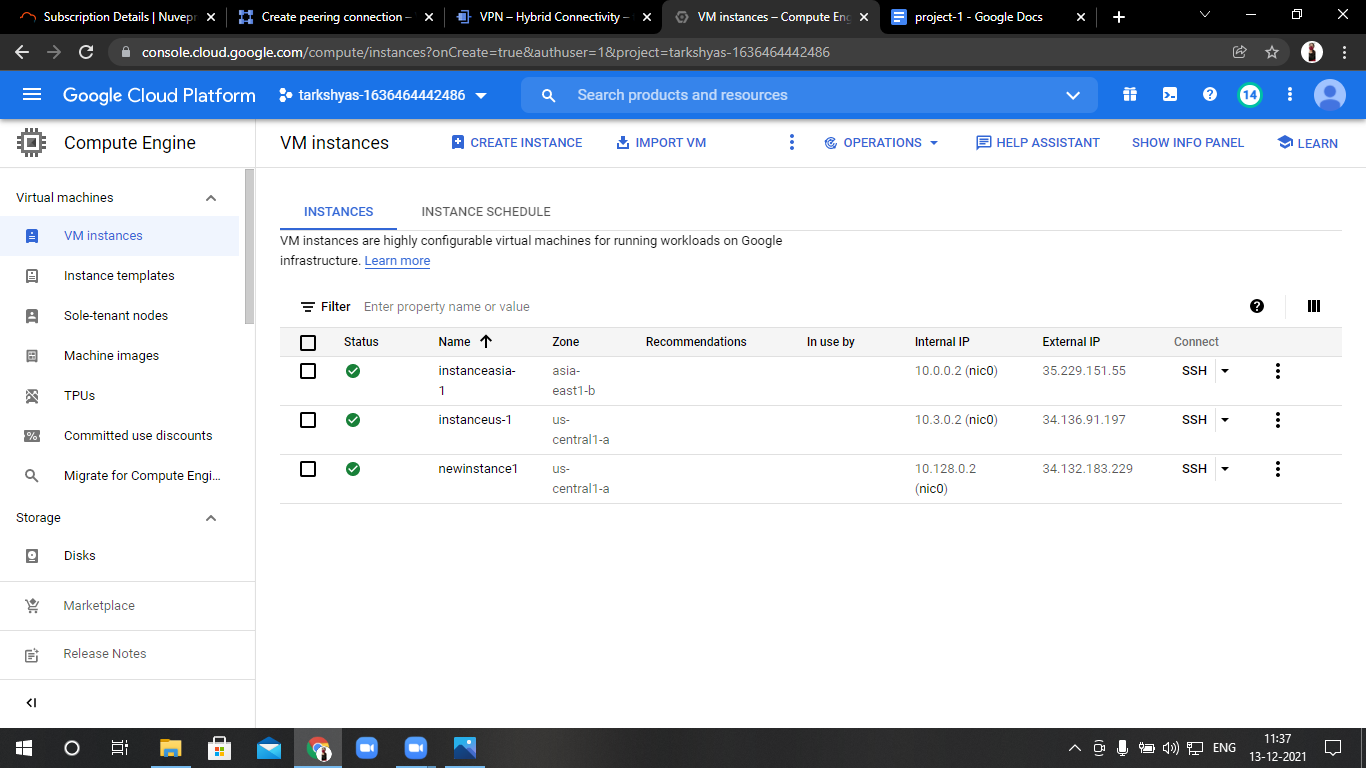 Subscription Details | Nuvepr
Create peering connection –
VPN – Hybrid Connectivity –
VM instances – Compute Eng
project-1 - Google Docs
console.cloud.google.com/compute/instances?onCreate=true&authuser=1&project=tarkshyas-1636464442486
Google Cloud Platform
tarkshyas-1636464442486
Search products and resources
14
Compute Engine
VM instances
CREATE INSTANCE
IMPORT VM
OPERATIONS
HELP ASSISTANT
SHOW INFO PANEL
LEARN
Virtual machines
VM instances
Instance templates
Sole-tenant nodes
Machine images
TPUs
Committed use discounts
Migrate for Compute Engi...
Storage
Disks
Marketplace
Release Notes
INSTANCES
INSTANCE SCHEDULE
VM instances are highly configurable virtual machines for running workloads on Google
infrastructure. Learn more
Filter Enter property name or value
Status Name Zone Recommendations In use by Internal IP External IP Connect
instanceasia- asia- 10.0.0.2 (nic0) 35.229.151.55 SSH
1 east1-b
instanceus-1 us- 10.3.0.2 (nic0) 34.136.91.197 SSH
central1-a
newinstance1 us- 10.128.0.2 34.132.183.229 SSH
central1-a (nic0)
ENG
11:37
13-12-2021